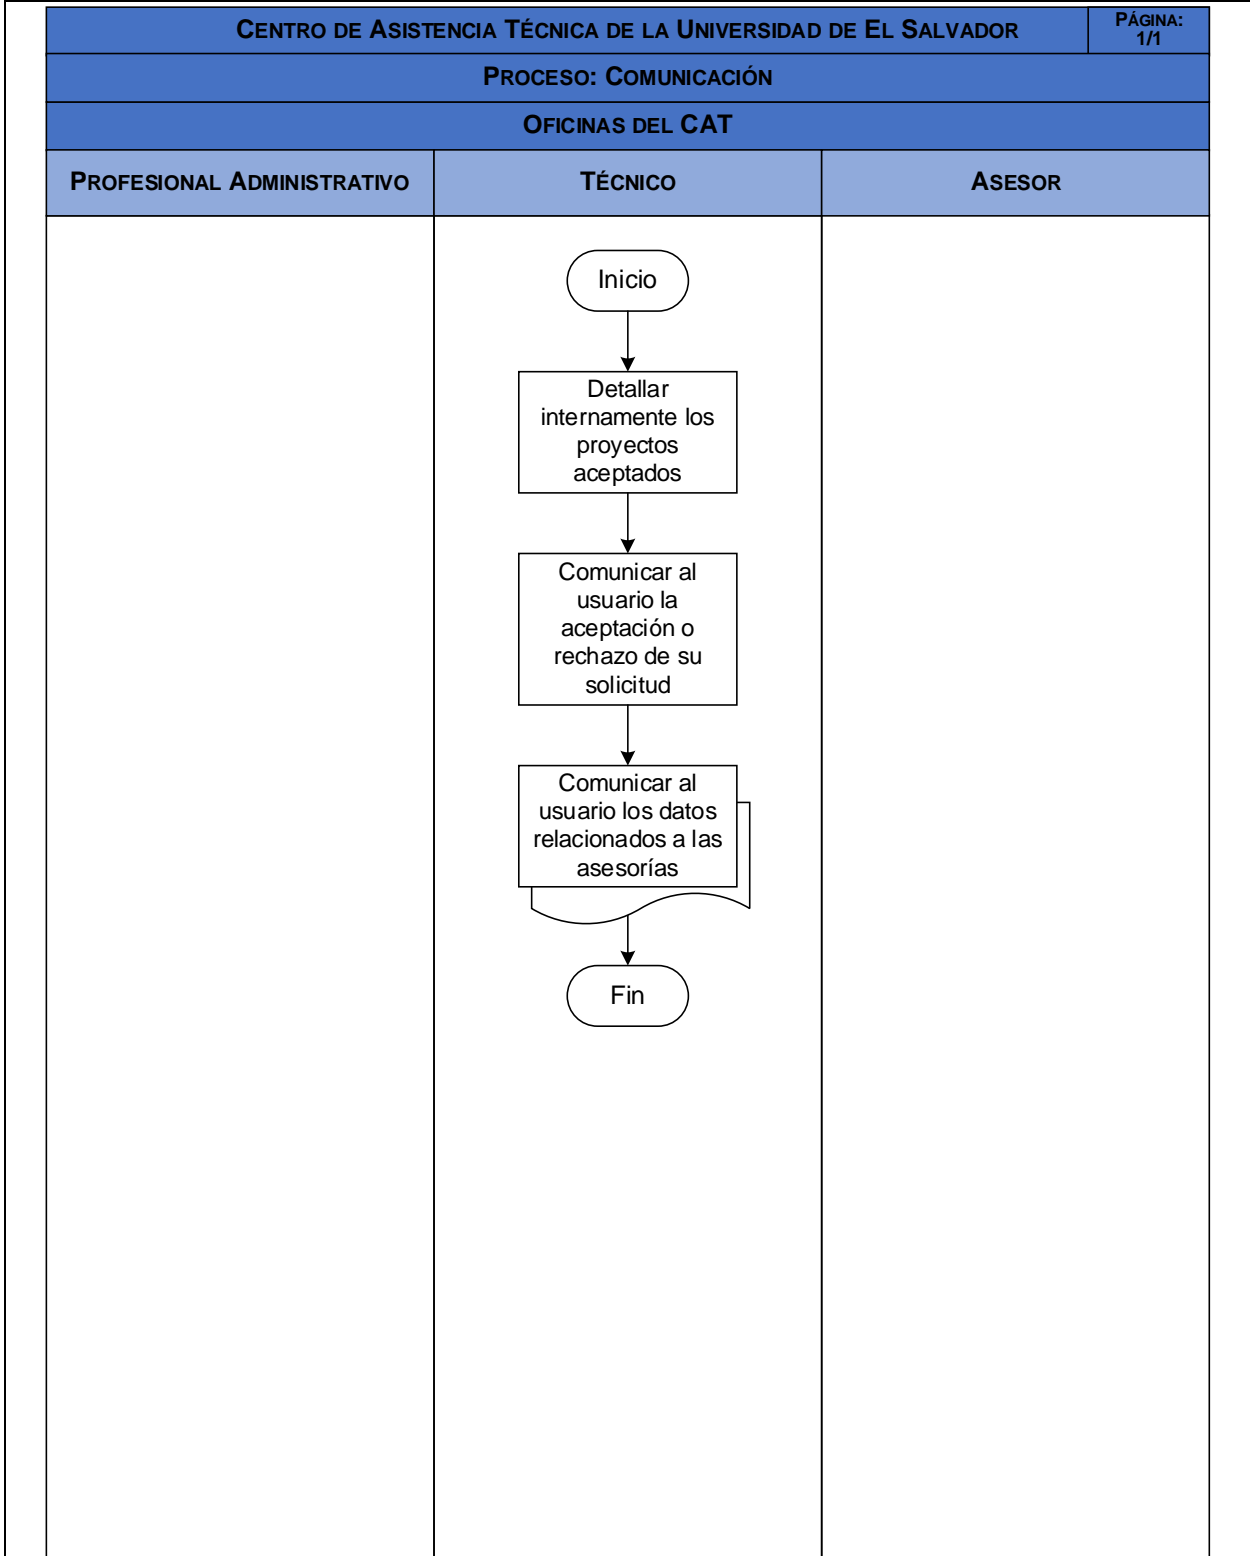 CENTRO DE ASISTENCIA TÉCNICA DE LA UNIVERSIDAD DE EL SALVADOR
PÁGINA:
1/1
PROCESO: COMUNICACIÓN
OFICINAS DEL CAT
PROFESIONAL ADMINISTRATIVO
TÉCNICO
ASESOR
Inicio
Detallar
internamente los
proyectos
aceptados
Comunicar al
usuario la
aceptación o
rechazo de su
solicitud
Comunicar al
usuario los datos
relacionados a las
asesorías
Fin